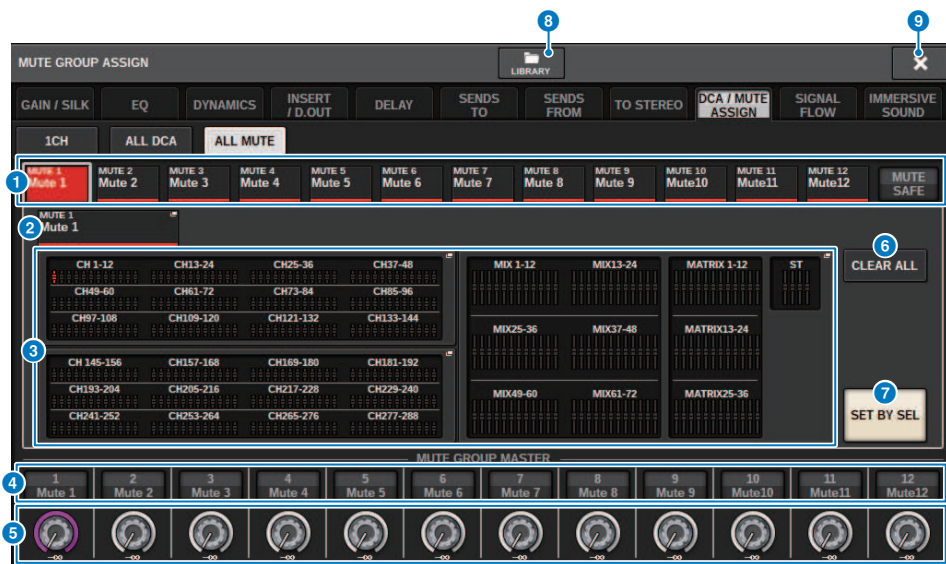 8 9
MUTE GROUP ASSIGN LIBRARY
GAIN / SILK EQ DYNAMICS INSERT / D.OUT DELAY SENDS TO SENDS FROM TO STEREO DCA / MUTE ASSIGN SIGNAL FLOW IMMERSIVE SOUND
1CH ALL DCA ALL MUTE
MUTE 1 MUTE 2 MUTE 3 MUTE 4 MUTE 5 MUTE 6 MUTE 7 MUTE 8 MUTE 9 MUTE 10 MUTE 11 MUTE 12
1 Mute 1 Mute 2 Mute 3 Mute 4 Mute 5 Mute 6 Mute 7 Mute 8 Mute 9 Mute10 Mute11 Mute12 MUTE SAFE
MUTE 1
2 Mute 1
6
CH 1-12 CH13-24 CH25-36 CH37-48 MIX 1-12 MIX13-24 MATRIX 1-12 ST CLEAR ALL
CH49-60 CH61-72 CH73-84 CH85-96
CH97-108 CH109-120 CH121-132 CH133-144 MIX25-36 MIX37-48 MATRIX13-24
3
CH 145-156 CH157-168 CH169-180 CH181-192
CH193-204 CH205-216 CH217-228 CH229-240 MIX49-60 MIX61-72 MATRIX25-36 7
CH241-252 CH253-264 CH265-276 CH277-288 SET BY SEL
MUTE GROUP MASTER
1 2 3 4 5 6 7 8 9 10 11 12
4 Mute 1 Mute 2 Mute 3 Mute 4 Mute 5 Mute 6 Mute 7 Mute 8 Mute 9 Mute10 Mute11 Mute12
5
-∞ -∞ -∞ -∞ -∞ -∞ -∞ -∞ -∞ -∞ -∞ -∞